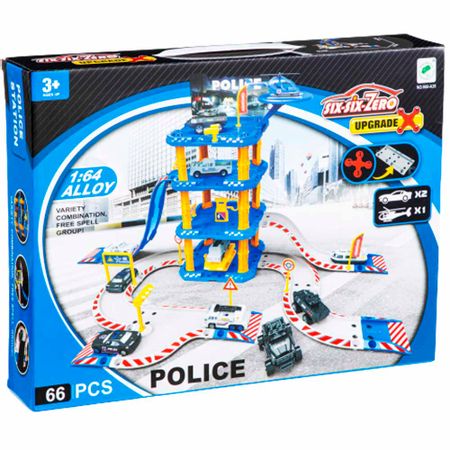 3+
POLICE
SIX-SIX-ZERO
UPGRADE
1:64
ALLOY
VARIETY
COMBINATION,
FREE SPELL
GROUP!
X2
X1
66 PCS
POLICE
POLICE
STATION